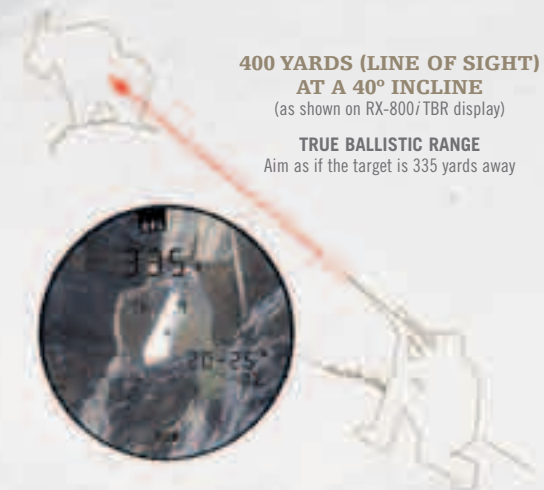 400 YARDS (LINE OF SIGHT)
AT A 40º INCLINE
(as shown on RX-800i TBR display)
TRUE BALLISTIC RANGE
Aim as if the target is 335 yards away
335